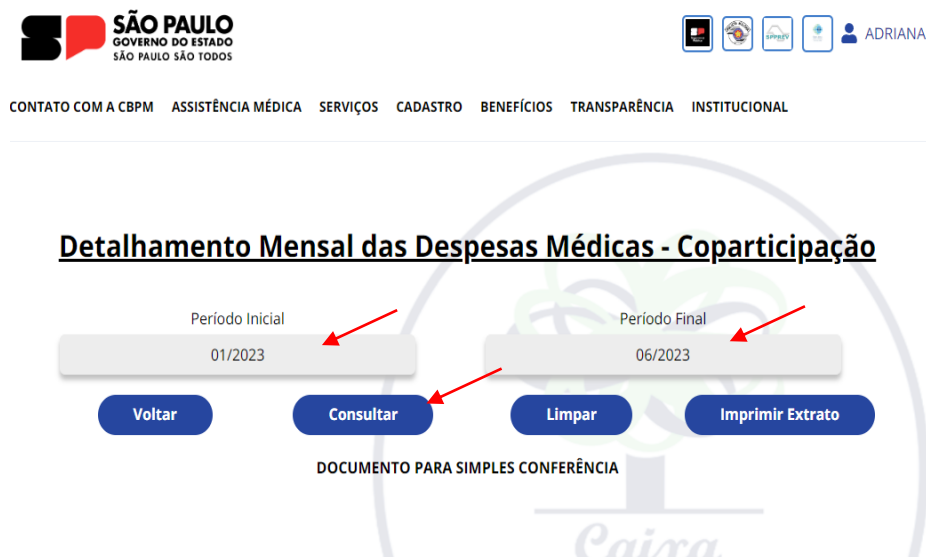 SÃO PAULO
GOVERNO DO ESTADO
SÃO PAULO SÃO TODOS
ADRIANA
CONTATO COM A CBPM ASSISTÊNCIA MÉDICA SERVIÇOS CADASTRO BENEFÍCIOS TRANSPARÊNCIA INSTITUCIONAL
Detalhamento Mensal das Despesas Médicas - Coparticipação
Período Inicial Período Final
01/2023 06/2023
Voltar Consultar Limpar Imprimir Extrato
DOCUMENTO PARA SIMPLES CONFERÊNCIA
Caixa